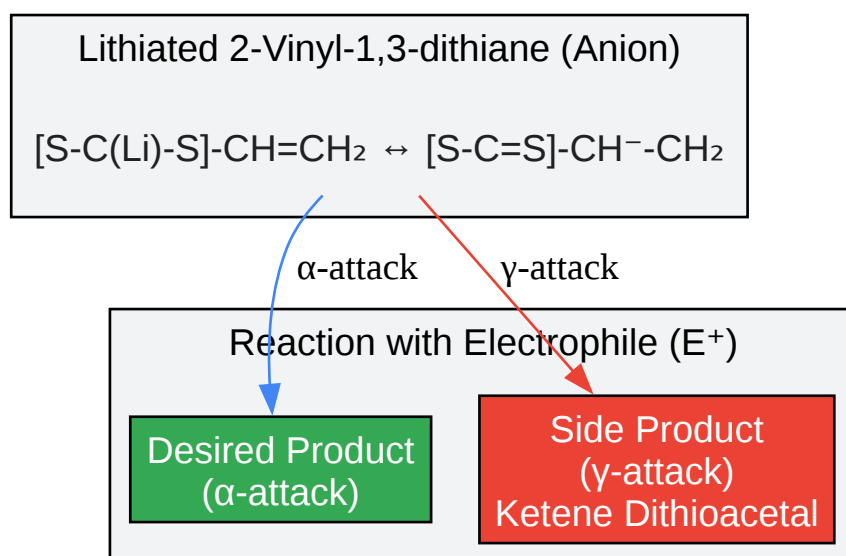 Lithiated 2-Vinyl-1,3-dithiane (Anion)
[S-C(Li)-S]-CH=CH₂ ↔ [S-C=S]-CH⁻-CH₂
α-attack
γ-attack
Reaction with Electrophile (E⁺)
Desired Product
(α-attack)
Side Product
(γ-attack)
Ketene Dithioacetal